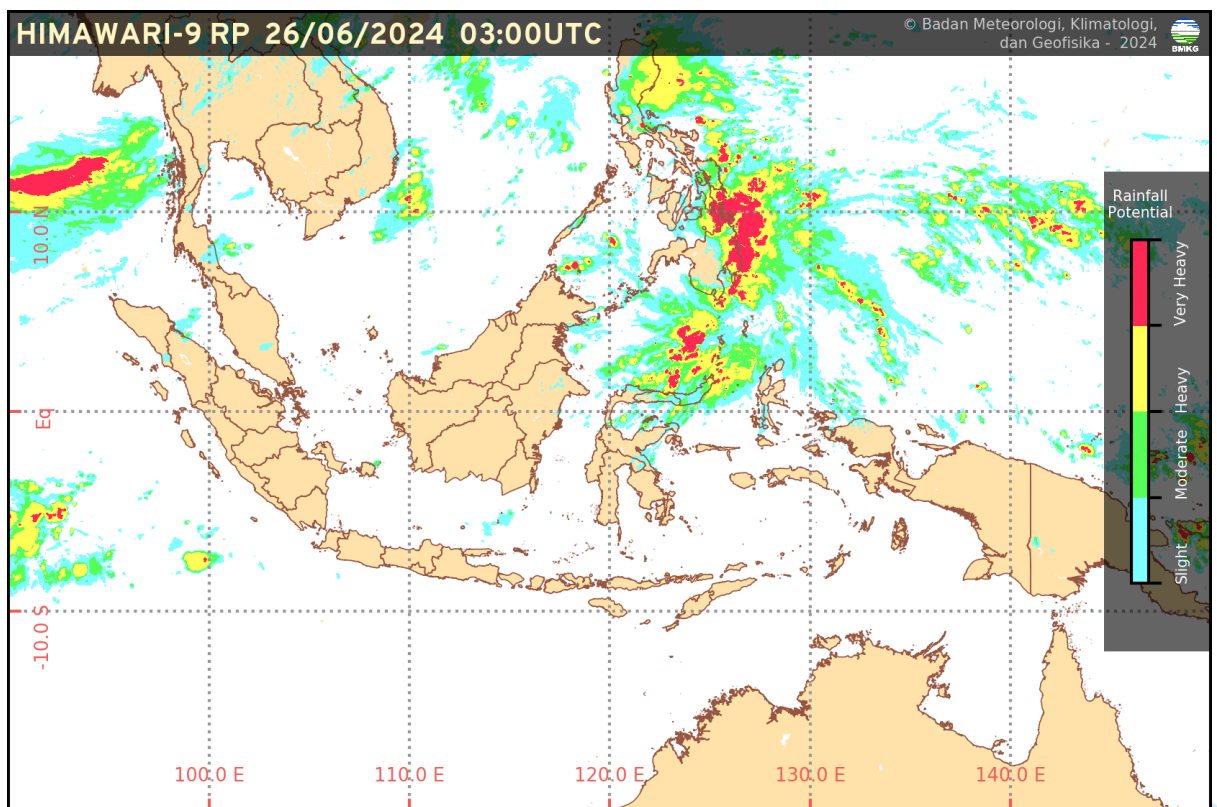 HIMAWARI-9 RP 26/06/2024 03:00UTC
© Badan Meteorologi, Klimatologi,
dan Geofisika - 2024
BMKG
Rainfall
Potential
Very Heavy
Heavy
Moderate
Slight
10.0 N
Eq
-10.0 S
100.0 E
110.0 E
120.0 E
130.0 E
140.0 E